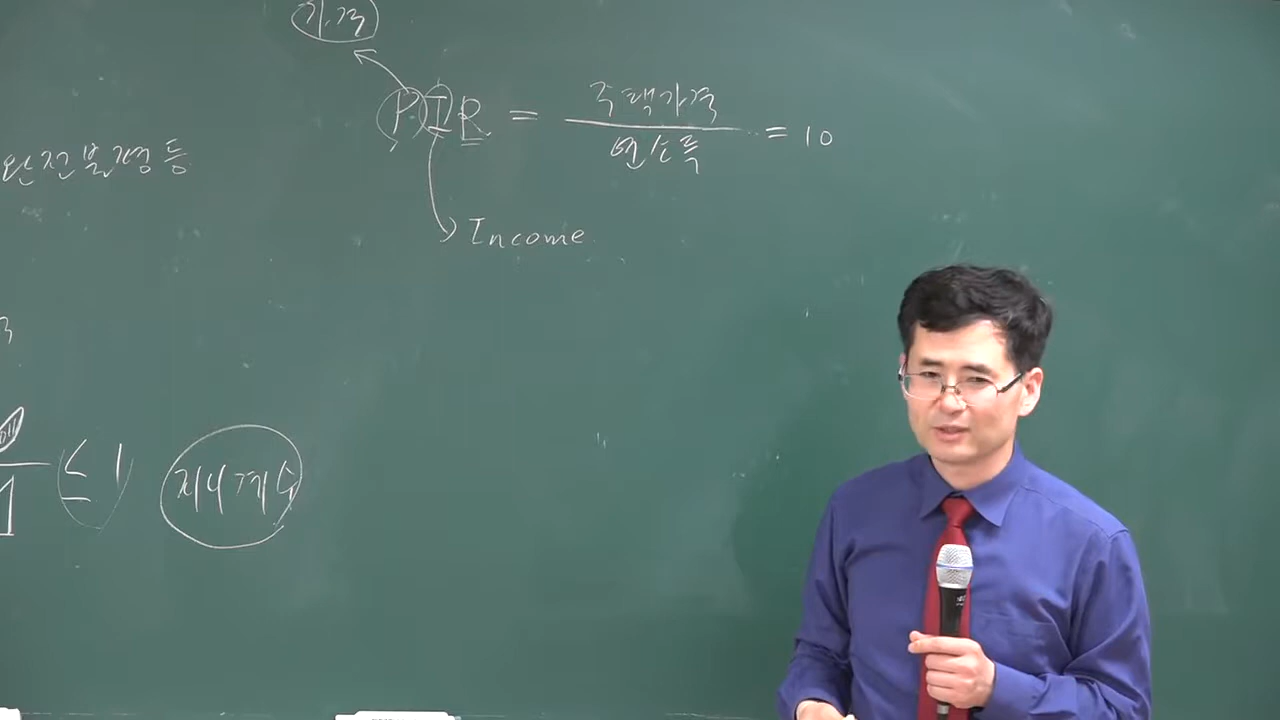 가격
PIR = 주택가격 / 연소득 = 10
완전불평등
Income
≤ 1
지니계수